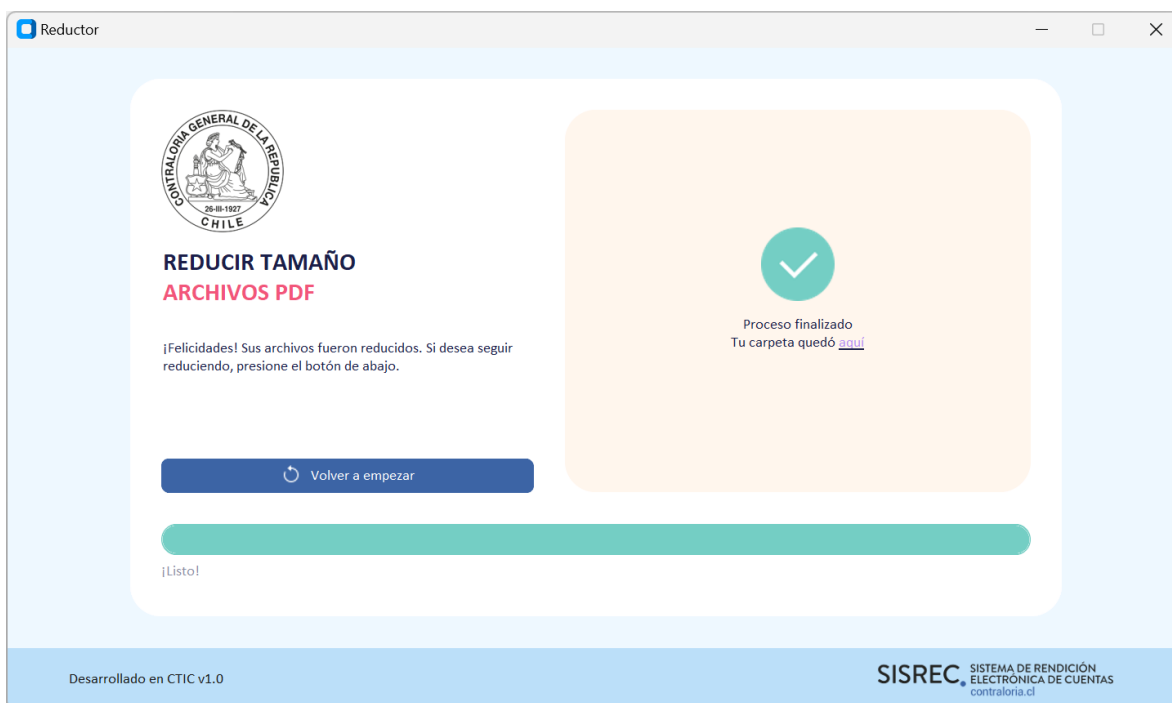 Reductor
CONTRALORIA GENERAL DE LA REPUBLICA
26-III-1927
CHILE
REDUCIR TAMAÑO
ARCHIVOS PDF
¡Felicidades! Sus archivos fueron reducidos. Si desea seguir
reduciendo, presione el botón de abajo.
Volver a empezar
Proceso finalizado
Tu carpeta quedó aquí
¡Listo!
Desarrollado en CTIC v1.0
SISREC.
SISTEMA DE RENDICIÓN
ELECTRÓNICA DE CUENTAS
contraloria.cl